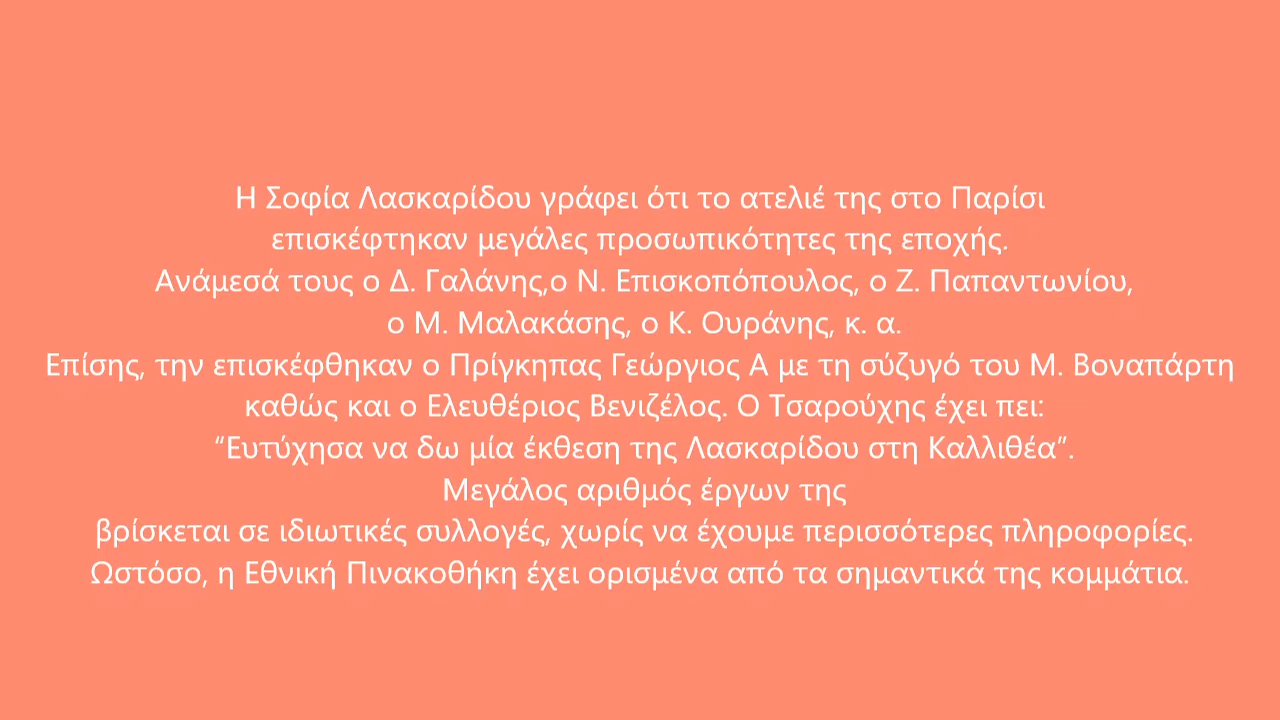 Η Σοφία Λασκαρίδου γράφει ότι το ατελιέ της στο Παρίσι
επισκέφτηκαν μεγάλες προσωπικότητες της εποχής.
Ανάμεσά τους ο Δ. Γαλάνης,ο Ν. Επισκοπόπουλος, ο Ζ. Παπαντωνίου,
ο Μ. Μαλακάσης, ο Κ. Ουράνης, κ. α.
Επίσης, την επισκέφθηκαν ο Πρίγκηπας Γεώργιος Α με τη σύζυγό του Μ. Βοναπάρτη
καθώς και ο Ελευθέριος Βενιζέλος. Ο Τσαρούχης έχει πει:
“Ευτύχησα να δω μία έκθεση της Λασκαρίδου στη Καλλιθέα”.
Μεγάλος αριθμός έργων της
βρίσκεται σε ιδιωτικές συλλογές, χωρίς να έχουμε περισσότερες πληροφορίες.
Ωστόσο, η Εθνική Πινακοθήκη έχει ορισμένα από τα σημαντικά της κομμάτια.